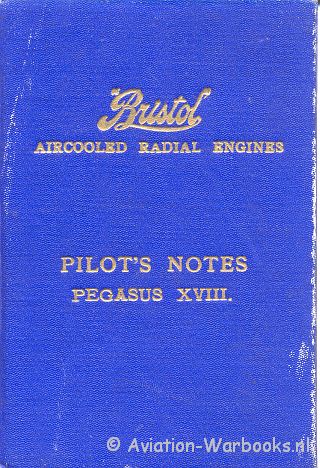 Bristol
AIRCOOLED RADIAL ENGINES
PILOT'S NOTES
PEGASUS XVIII.
© Aviation-Warbooks.nl